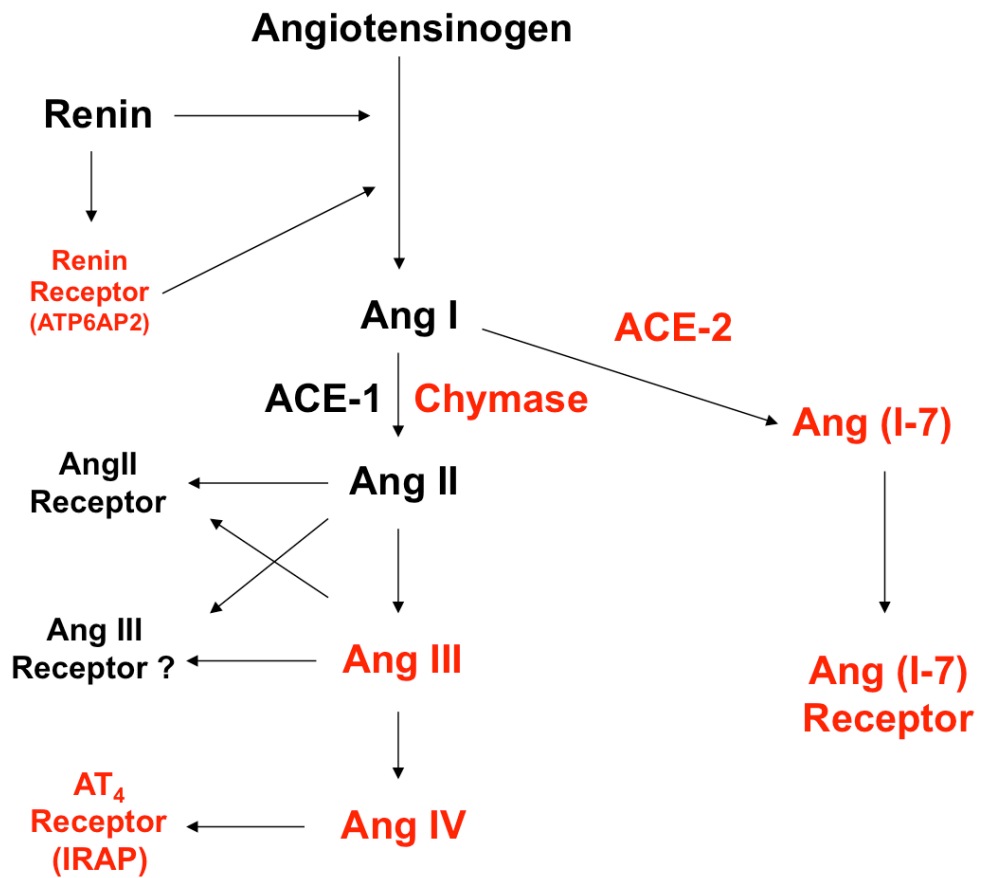 Angiotensinogen
Renin
Renin
Receptor
(ATP6AP2)
Ang I
ACE-2
ACE-1
Chymase
Ang (I-7)
AngII
Receptor
Ang II
Ang III
Receptor ?
Ang III
Ang (I-7)
Receptor
AT₄
Receptor
(IRAP)
Ang IV